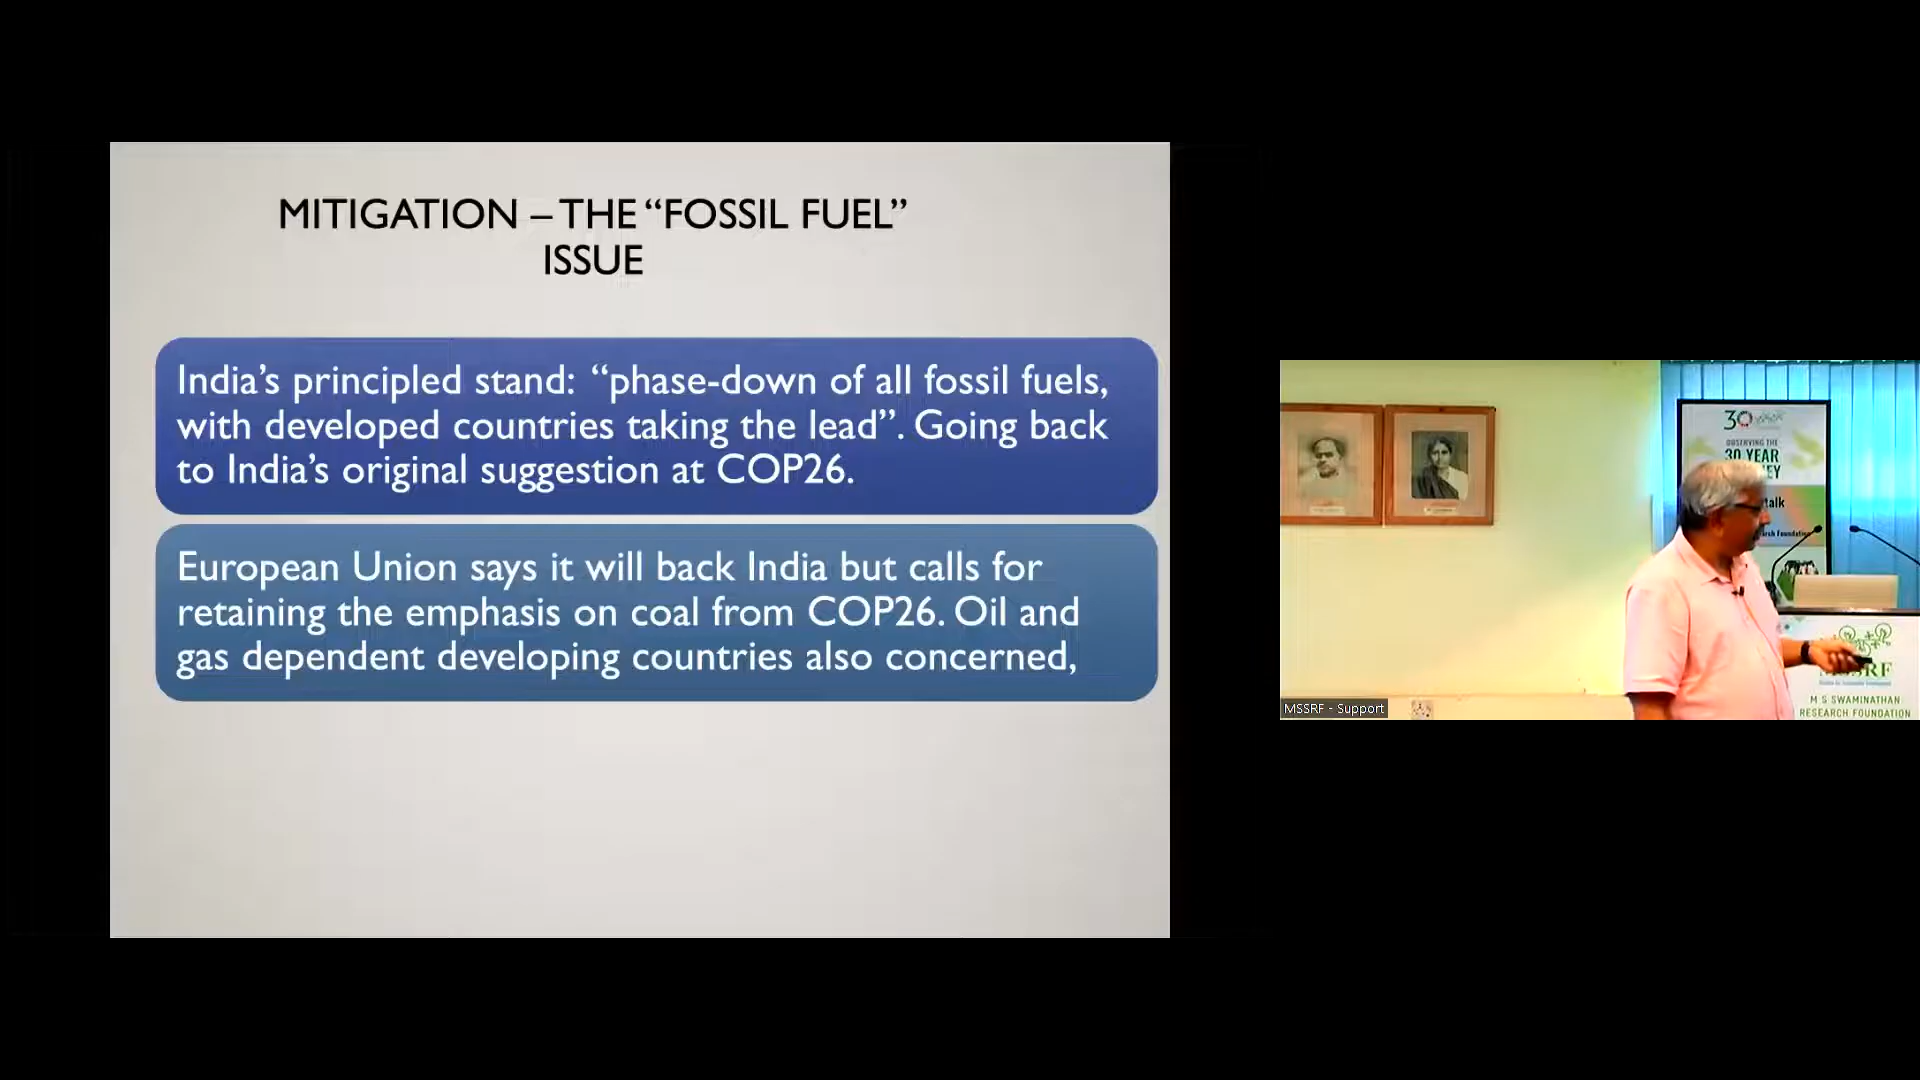 MITIGATION – THE “FOSSIL FUEL”
ISSUE
India’s principled stand: “phase-down of all fossil fuels,
with developed countries taking the lead”. Going back
to India’s original suggestion at COP26.
European Union says it will back India but calls for
retaining the emphasis on coal from COP26. Oil and
gas dependent developing countries also concerned,
30
OBSERVING THE
30 YEAR
talk
MSSRF - Support
M S SWAMINATHAN
RESEARCH FOUNDATION